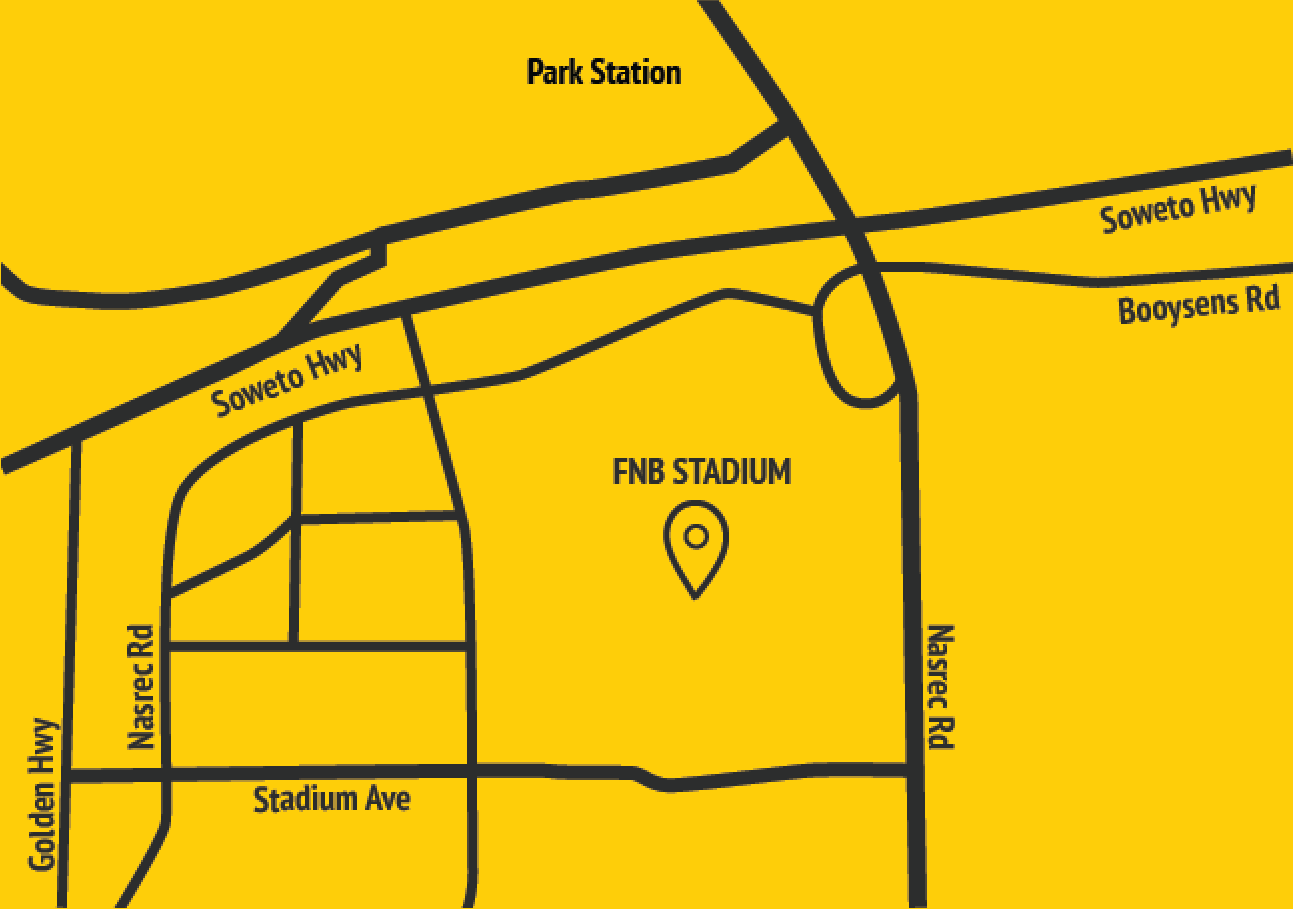 Park Station
Soweto Hwy
Booysens Rd
Soweto Hwy
FNB STADIUM
Nasrec Rd
Nasrec Rd
Golden Hwy
Stadium Ave